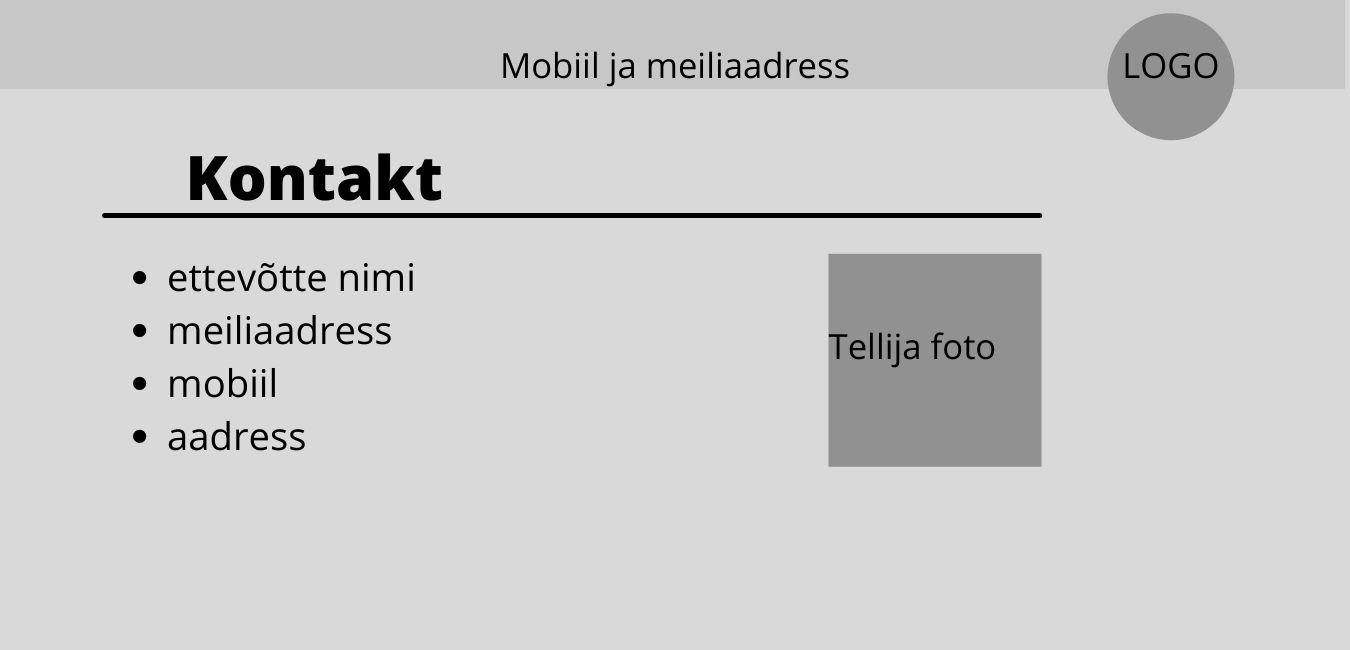 Mobiil ja meiliaadress
LOGO
Kontakt
• ettevõtte nimi
• meiliaadress
• mobiil
• aadress
Tellija foto